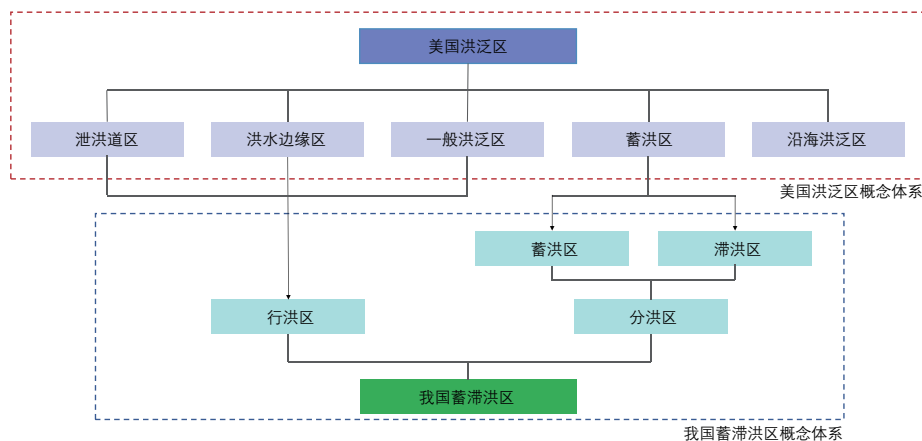 美国洪泛区
泄洪道区
洪水边缘区
一般洪泛区
蓄洪区
沿海洪泛区
美国洪泛区概念体系
蓄洪区
滞洪区
行洪区
分洪区
我国蓄滞洪区
我国蓄滞洪区概念体系